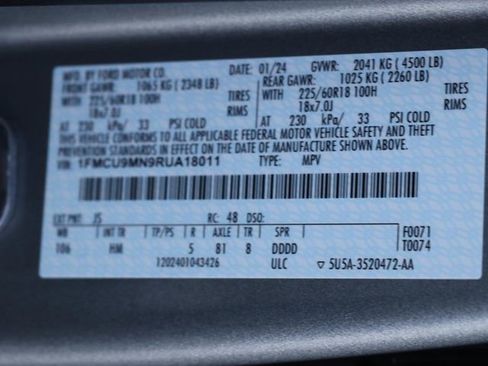 MFD. BY FORD MOTOR CO. DATE: 01/24 GVWR: 2041 KG ( 4500 LB)
FRONT GAWR: 1065 KG ( 2348 LB) REAR GAWR: 1025 KG ( 2260 LB)
WITH 225/60R18 100H TIRES WITH 225/60R18 100H TIRES
18x7.0J RIMS 18x7.0J RIMS
AT 230 kPa/ 33 PSI COLD AT 230 kPa/ 33 PSI COLD
THIS VEHICLE CONFORMS TO ALL APPLICABLE FEDERAL MOTOR VEHICLE SAFETY AND THEFT
PREVENTION STANDARDS IN EFFECT ON THE DATE OF MANUFACTURE SHOWN ABOVE.
VIN: 1FMCU9MN9RUA18011 TYPE: MPV
EXT PNT: JS RC: 48 DSO:
WB INT TR TP/PS R AXLE TR SPR F0071
106 HM 5 81 8 DDDD T0074
1202401043426 ULC ▽ 5U5A-3520472-AA